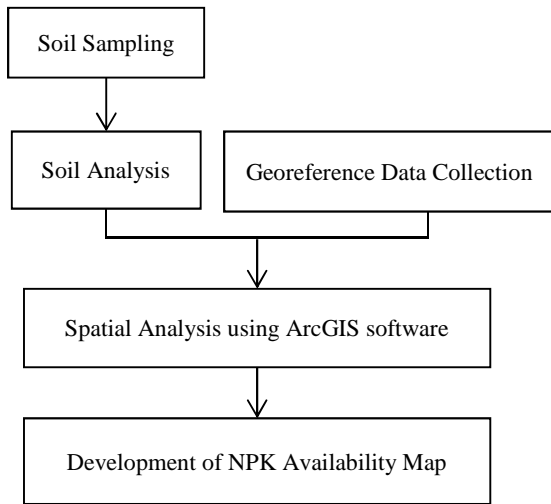 Soil Sampling
Soil Analysis
Georeference Data Collection
Spatial Analysis using ArcGIS software
Development of NPK Availability Map